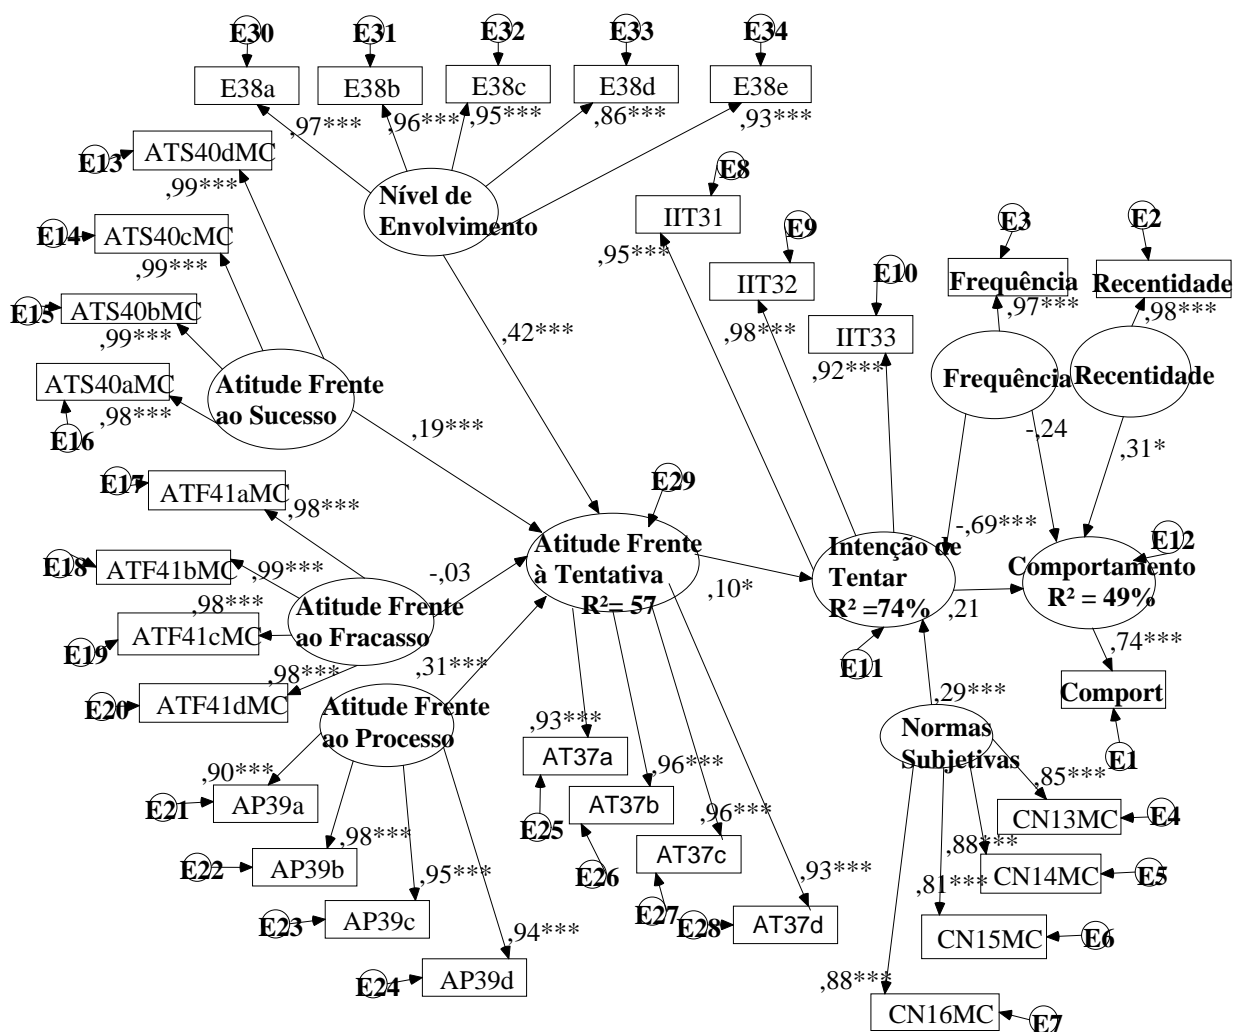 E30
E31
E32
E33
E34
E38a
E38b
E38c
E38d
E38e
,97***
,96***
,95***
,86***
,93***
E13
ATS40dMC
,99***
Nível de
Envolvimento
E8
IIT31
,95***
E14
ATS40cMC
,99***
E9
IIT32
,98***
E3
E2
Frequência
Recentidade
,97***
,98***
E10
IIT33
,92***
E15
ATS40bMC
,99***
,42***
Frequência
Recentidade
ATS40aMC
,98***
E16
Atitude Frente
ao Sucesso
,19***
-,24
,31*
E17
ATF41aMC
,98***
E29
-,69***
E12
Atitude Frente
à Tentativa
R²= 57
,10*
Intenção de
Tentar
R² =74%
,21
Comportamento
R² = 49%
E18
ATF41bMC
,99***
-,03
E19
ATF41cMC
,98***
Atitude Frente
ao Fracasso
E11
,74***
Comport
E1
E20
ATF41dMC
,98***
,31***
,29***
Atitude Frente
ao Processo
Normas
Subjetivas
,93***
AT37a
E25
,96***
AT37b
E26
,96***
AT37c
E27
,93***
AT37d
E28
,90***
E21
AP39a
,98***
E22
AP39b
,95***
E23
AP39c
,94***
E24
AP39d
,85***
CN13MC
E4
,88***
CN14MC
E5
,81***
CN15MC
E6
,88***
CN16MC
E7